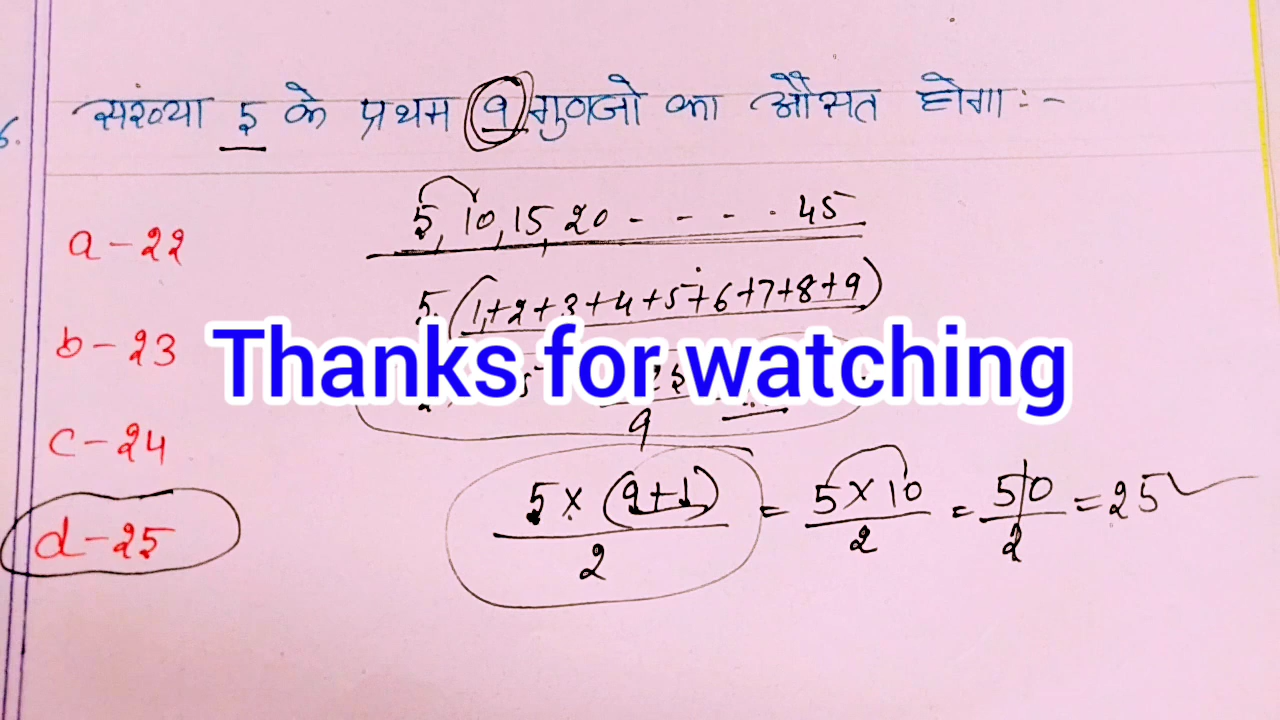 6. सख्या 5 के प्रथम 9 गुणजो का औसत होगा :-
5, 10, 15, 20 - - - - . 45
a - 22
5 (1+2+3+4+5+6+7+8+9)
b - 23
Thanks for watching
9
c - 24
5 × (9+1) / 2 = 5 × 10 / 2 = 50 / 2 = 25 ✓
d - 25